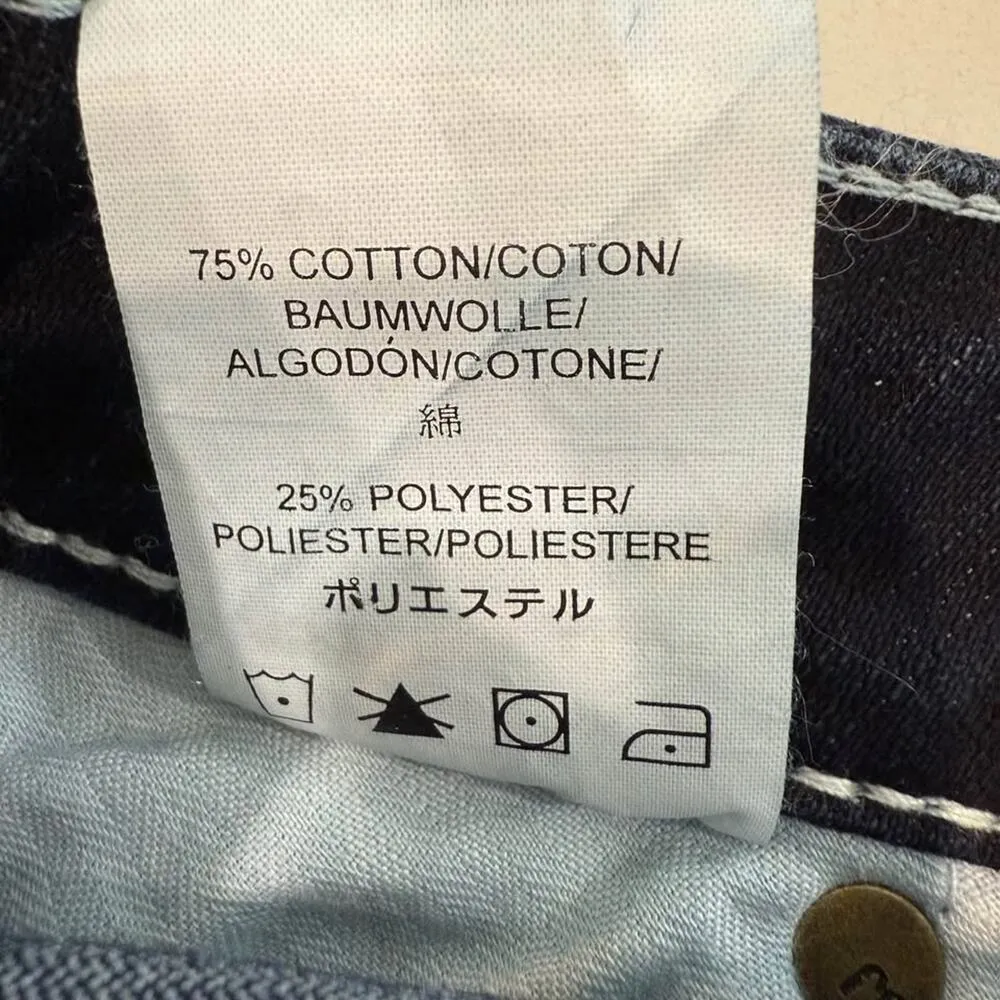 75% COTTON/COTON/
BAUMWOLLE/
ALGODÓN/COTONE/
綿
25% POLYESTER/
POLIESTER/POLIESTERE
ポリエステル